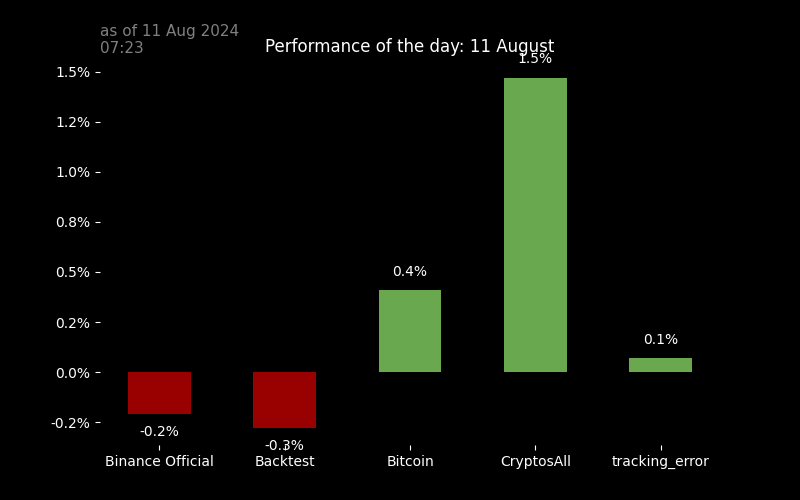 as of 11 Aug 2024
07:23
Performance of the day: 11 August
1.5%
1.5%
1.2%
1.0%
0.8%
0.5%
0.4%
0.2%
0.1%
0.0%
-0.2%
-0.2%
-0.3%
Binance Official
Backtest
Bitcoin
CryptosAll
tracking_error